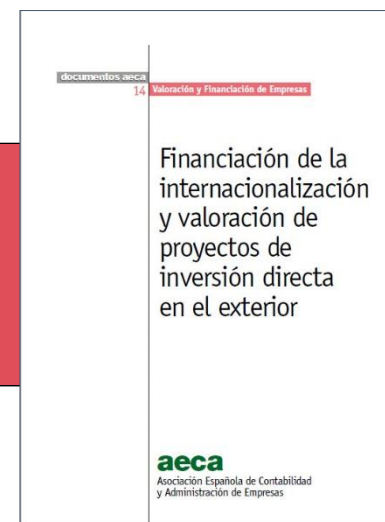 documentos aeca
14 Valoración y Financiación de Empresas
Financiación de la
internacionalización
y valoración de
proyectos de
inversión directa
en el exterior
aeca
Asociación Española de Contabilidad
y Administración de Empresas